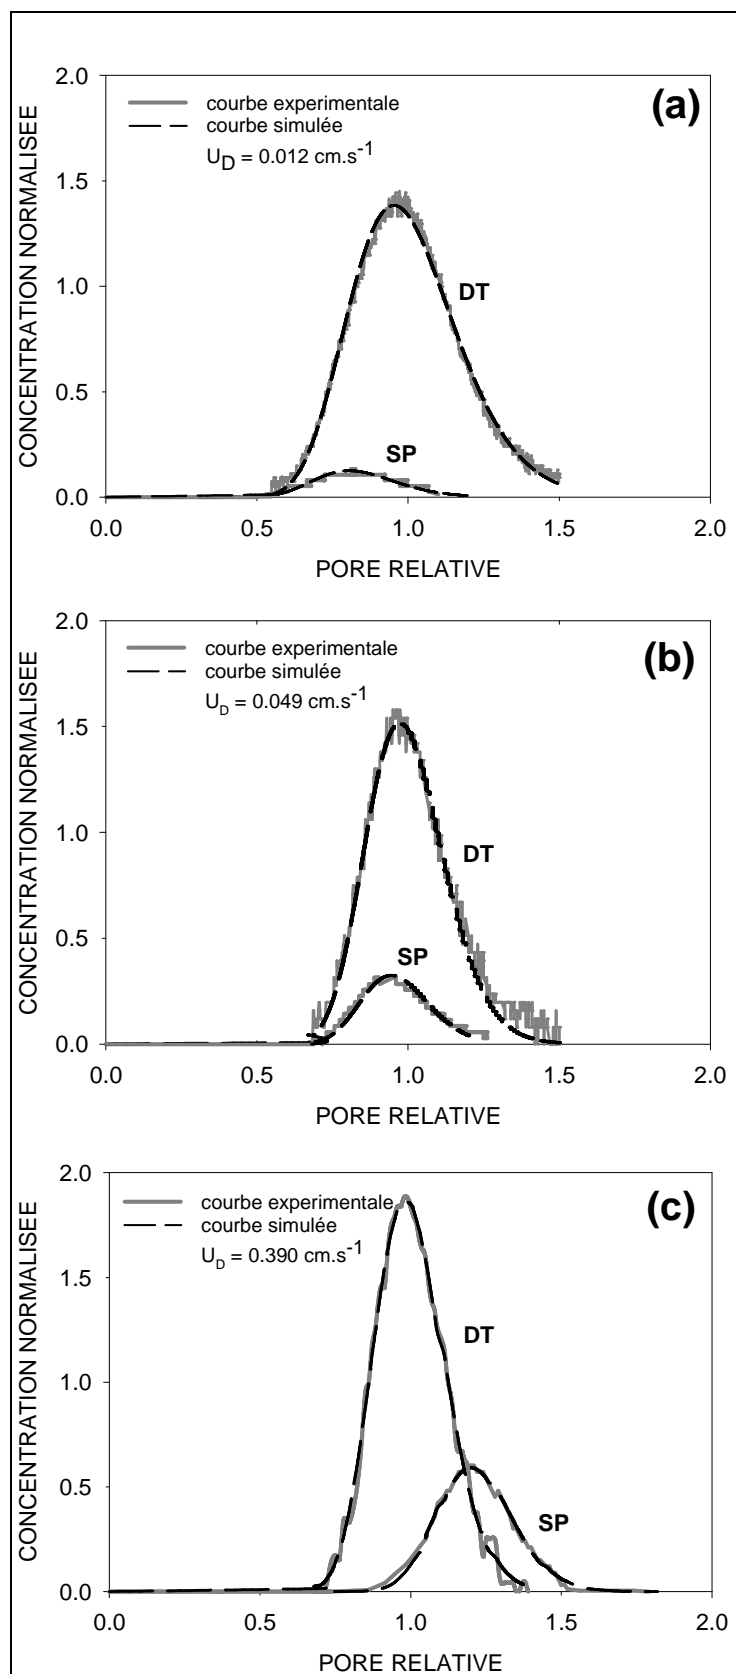 2.0
courbe experimentale
(a)
courbe simulée
U_D = 0.012 cm.s⁻¹
1.5
DT
1.0
0.5
SP
0.0
0.0 0.5 1.0 1.5 2.0
CONCENTRATION NORMALISEE
PORE RELATIVE
2.0
courbe experimentale
(b)
courbe simulée
U_D = 0.049 cm.s⁻¹
1.5
1.0
DT
0.5
SP
0.0
0.0 0.5 1.0 1.5 2.0
CONCENTRATION NORMALISEE
PORE RELATIVE
2.0
courbe experimentale
(c)
courbe simulée
U_D = 0.390 cm.s⁻¹
1.5
DT
1.0
0.5
SP
0.0
0.0 0.5 1.0 1.5 2.0
CONCENTRATION NORMALISEE
PORE RELATIVE